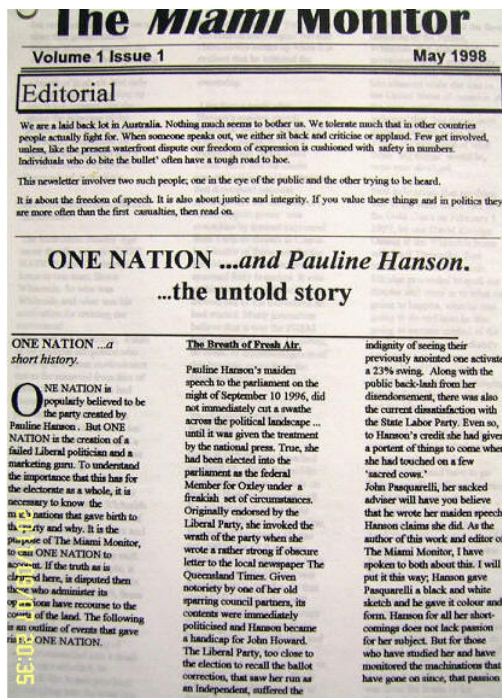 The Miami Monitor
Volume 1 Issue 1 May 1998
Editorial
We are a laid back lot in Australia. Nothing much seems to bother us. We tolerate much that in other countries
people actually fight for. When someone speaks out, we either sit back and criticise or applaud. Few get involved,
unless, like the present waterfront dispute our freedom of expression is cushioned with safety in numbers.
Individuals who do bite the bullet' often have a tough road to hoe.
This newsletter involves two such people; one in the eye of the public and the other trying to be heard.
It is about the freedom of speech. It is also about justice and integrity. If you value these things and in politics they
are more often than the first casualties, then read on.
ONE NATION ...and Pauline Hanson.
...the untold story
ONE NATION ...a
short history.
ONE NATION is
popularly believed to be
the party created by
Pauline Hanson. But ONE
NATION is the creation of a
failed Liberal politician and a
marketing guru. To understand
the importance that this has for
the electorate as a whole, it is
necessary to know the
machinations that gave birth to
the party and why. It is the
purpose of The Miami Monitor,
to call ONE NATION to
account. If the truth as is
claimed here, is disputed then
those who administer its
operations have recourse to the
courts of the land. The following
is an outline of events that gave
rise to ONE NATION.
The Breath of Fresh Air.
Pauline Hanson's maiden
speech to the parliament on the
night of September 10 1996, did
not immediately cut a swathe
across the political landscape ...
until it was given the treatment
by the national press. True, she
had been elected into the
parliament as the federal
Member for Oxley under a
freakish set of circumstances.
Originally endorsed by the
Liberal Party, she invoked the
wrath of the party when she
wrote a rather strong if obscure
letter to the local newspaper The
Queensland Times. Given
notoriety by one of her old
sparring council partners, its
contents were immediately
politicised and Hanson became
a handicap for John Howard.
The Liberal Party, too close to
the election to recall the ballot
correction, that saw her run as
an Independent, suffered the
indignity of seeing their
previously anointed one activate
a 23% swing. Along with the
public back-lash from her
disendorsement, there was also
the current dissatisfaction with
the State Labor Party. Even so,
to Hanson's credit she had given
a portent of things to come when
she had touched on a few
'sacred cows.'
John Pasquarelli, her sacked
adviser will have you believe
that he wrote her maiden speech
Hanson claims she did. As the
author of this work and editor of
The Miami Monitor, I have
spoken to both about this. I will
put it this way; Hanson gave
Pasquarelli a black and white
sketch and he gave it colour and
form. Hanson for all her short-
comings does not lack passion
for her subject. But for those
who have studied her and have
monitored the machinations that
have gone on since, that passion